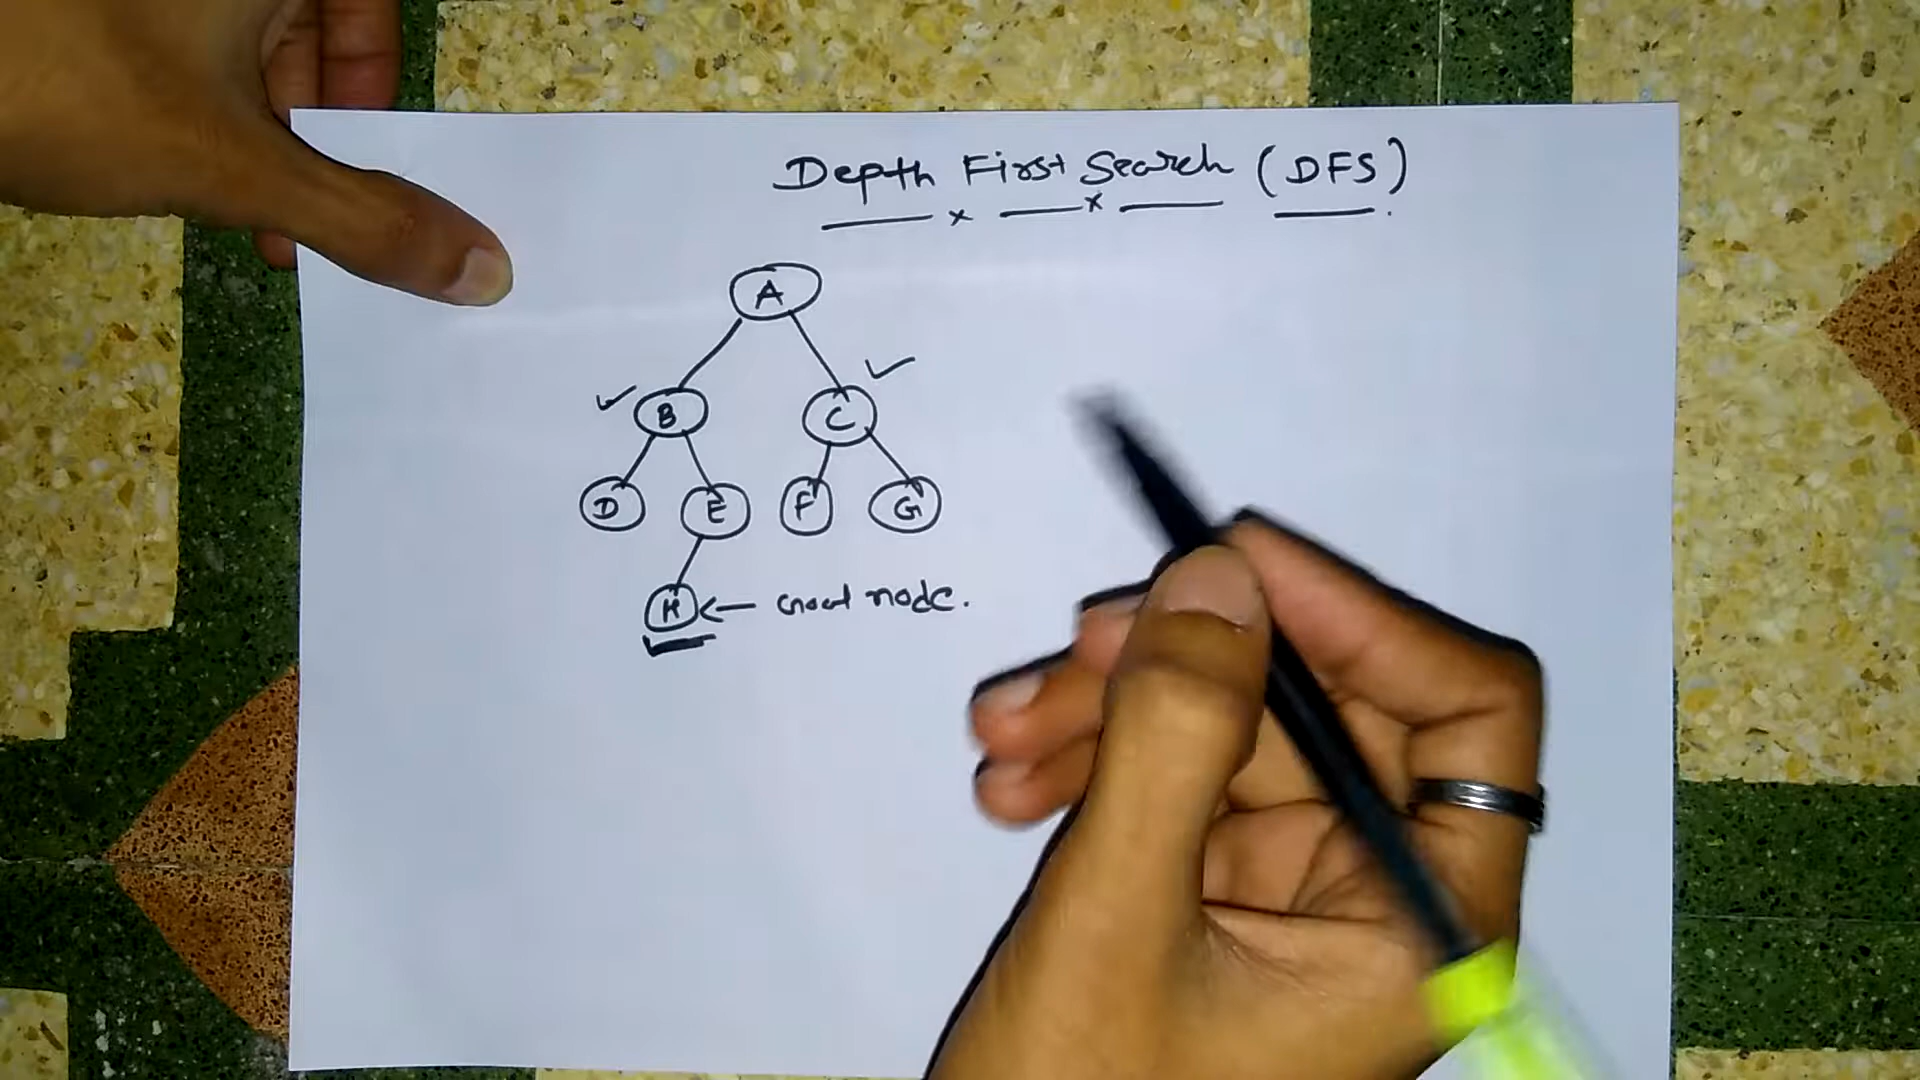 Depth First Search (DFS)
A
B C
D E F G
H ← Goal node.